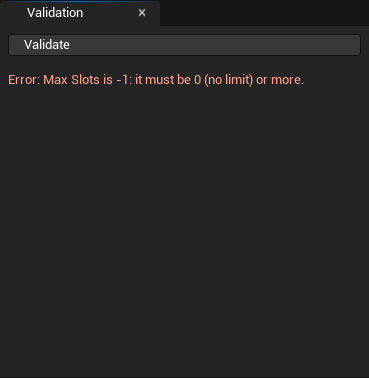 Validation
Validate
Error: Max Slots is -1: it must be 0 (no limit) or more.